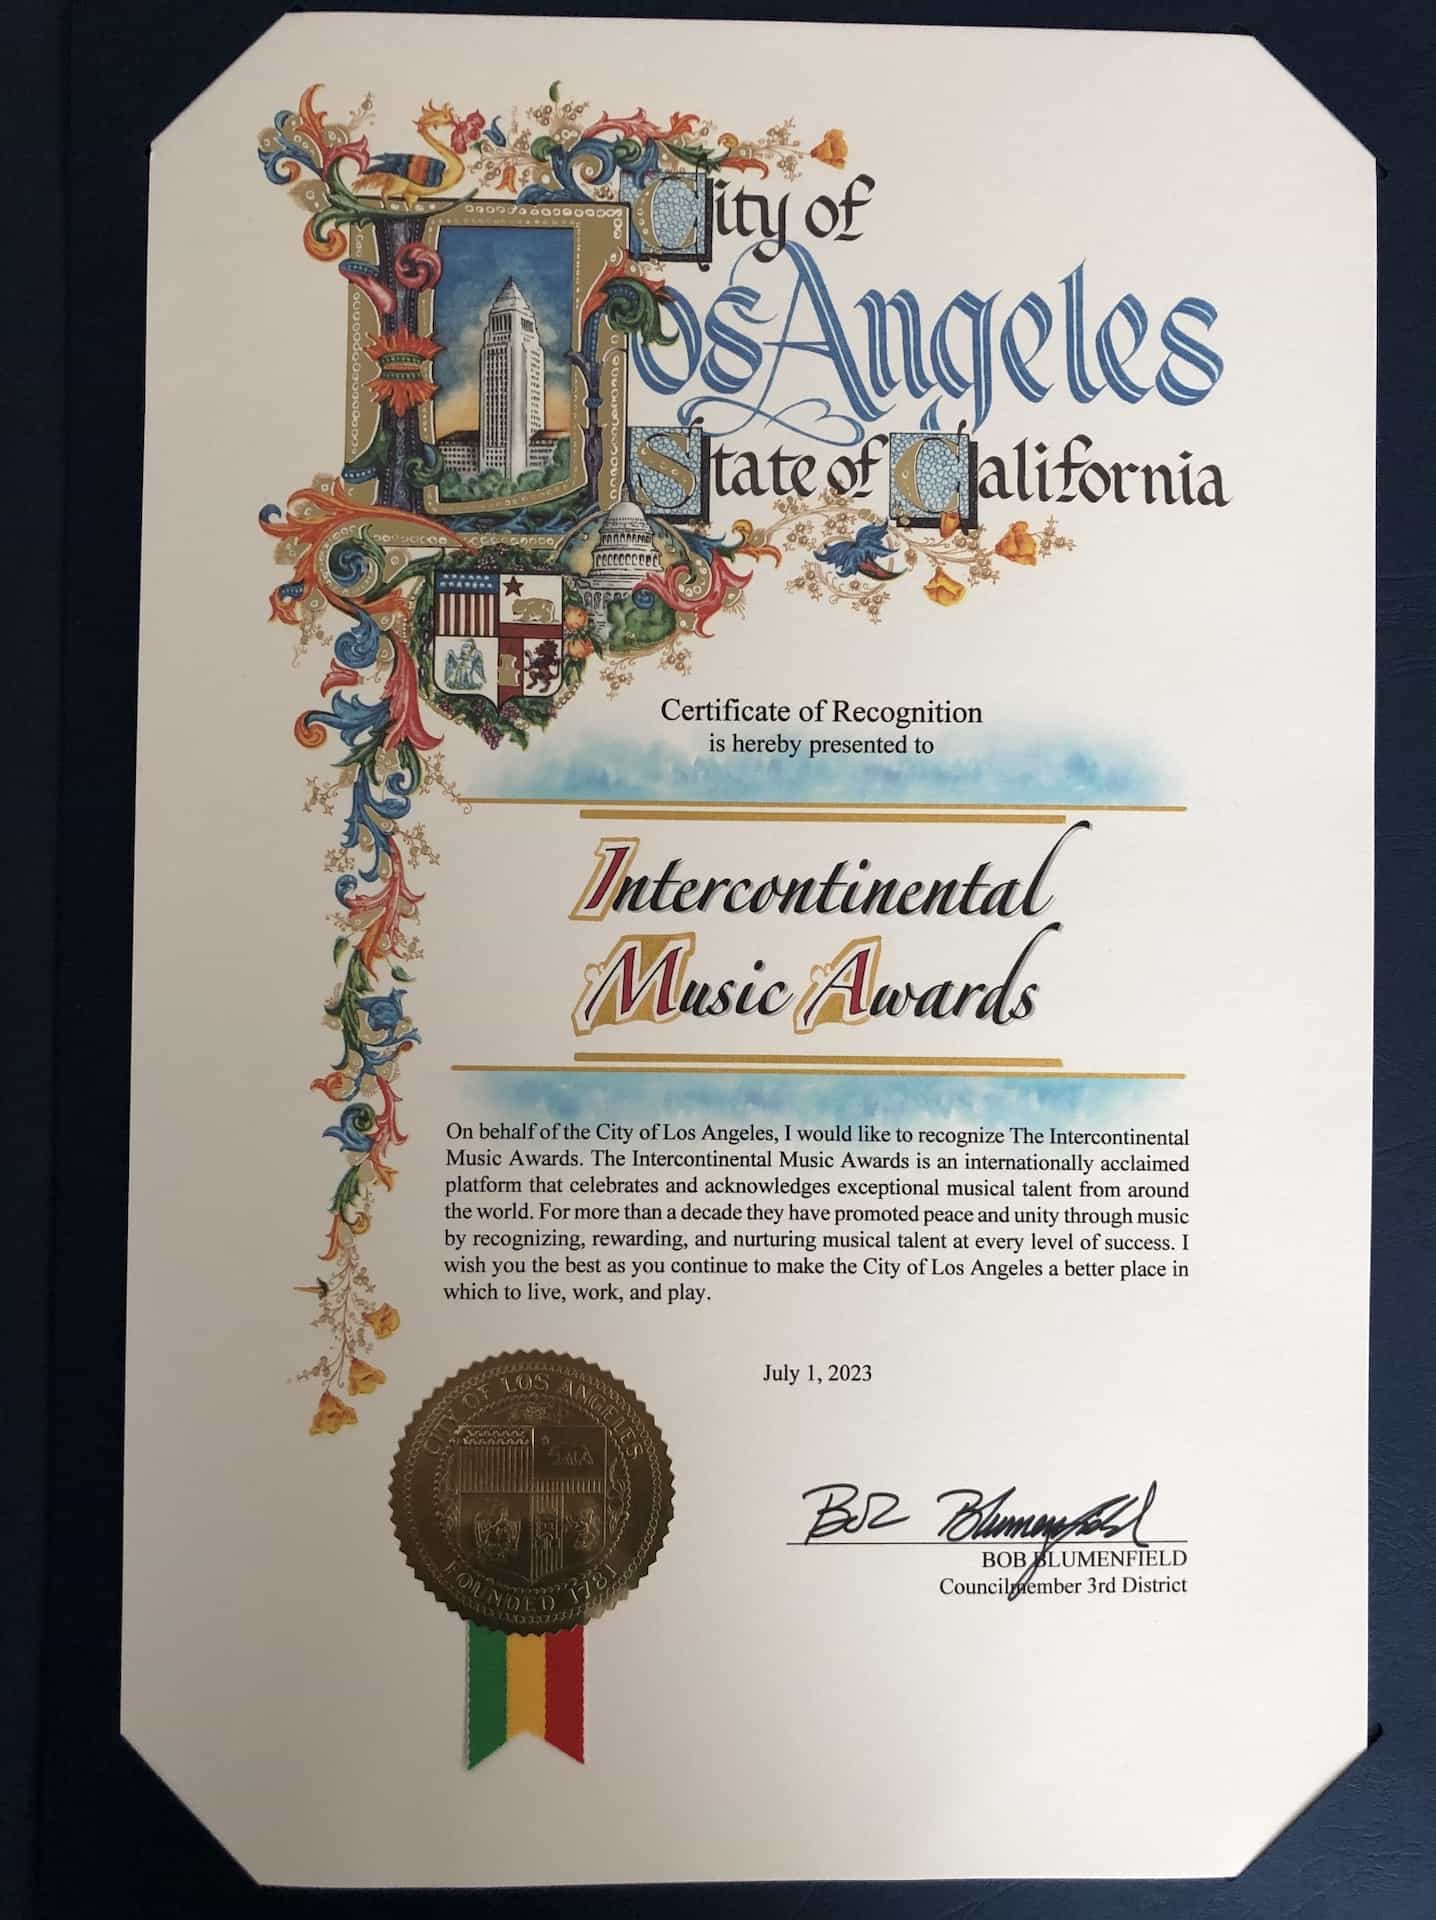 City of
Los Angeles
State of California
Certificate of Recognition
is hereby presented to
Intercontinental
Music Awards
On behalf of the City of Los Angeles, I would like to recognize The Intercontinental
Music Awards. The Intercontinental Music Awards is an internationally acclaimed
platform that celebrates and acknowledges exceptional musical talent from around
the world. For more than a decade they have promoted peace and unity through music
by recognizing, rewarding, and nurturing musical talent at every level of success. I
wish you the best as you continue to make the City of Los Angeles a better place in
which to live, work, and play.
July 1, 2023
CITY OF LOS ANGELES
FOUNDED 1781
Bob Blumenfield
BOB BLUMENFIELD
Councilmember 3rd District